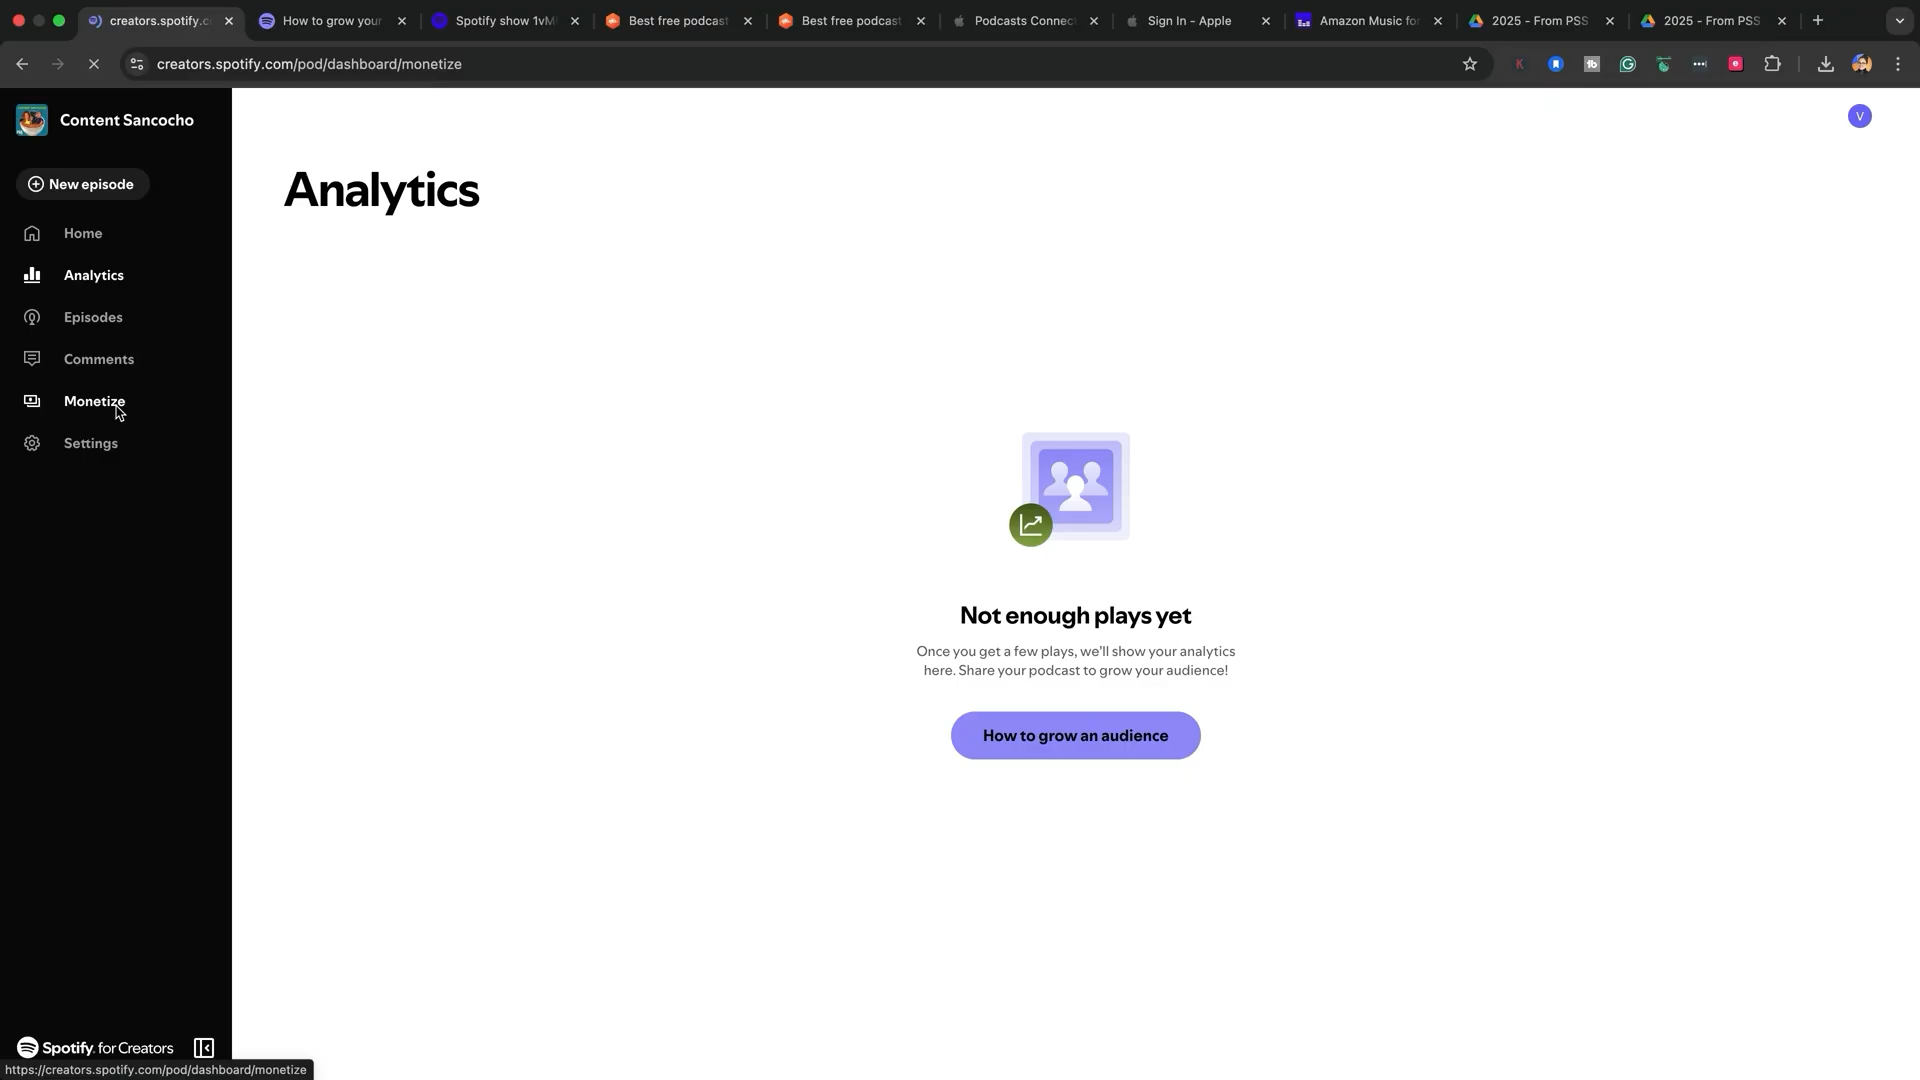 creators.spotify.c
How to grow your
Spotify show 1vM
Best free podcast
Best free podcast
Podcasts Connec
Sign In - Apple
Amazon Music for
2025 - From PSS
2025 - From PSS
creators.spotify.com/pod/dashboard/monetize
Content Sancocho
V
New episode
Analytics
Home
Analytics
Episodes
Comments
Monetize
Settings
Not enough plays yet
Once you get a few plays, we'll show your analytics
here. Share your podcast to grow your audience!
How to grow an audience
Spotify for Creators
https://creators.spotify.com/pod/dashboard/monetize